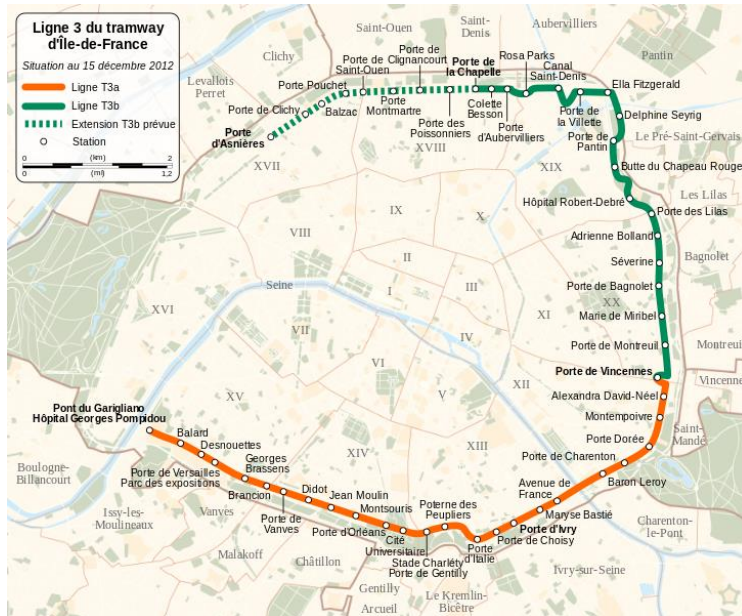 Ligne 3 du tramway
d'Île-de-France
Situation au 15 décembre 2012
Ligne T3a
Ligne T3b
Extension T3b prévue
Station
0 (km) 2
0 (mi) 1,2
Saint-Ouen
Saint-
Denis
Aubervilliers
Pantin
Clichy
Levallois
Perret
Porte de
Saint-Ouen
Porte de
Clignancourt
Porte de
la Chapelle
Rosa Parks
Canal
Saint-Denis
Ella Fitzgerald
Porte Pouchet
Porte de Clichy
Balzac
Porte
Montmartre
Porte des
Poissonniers
Colette
Besson
Porte
d'Aubervilliers
Porte de
la Villette
Delphine Seyrig
Porte
d'Asnières
Porte de
Pantin
Le Pré-Saint-Gervais
XVII
XVIII
XIX
Butte du Chapeau Rouge
Hôpital Robert-Debré
Les Lilas
Porte des Lilas
IX
X
VIII
Adrienne Bolland
II
Séverine
Bagnolet
Seine
I
III
Porte de Bagnolet
XX
XVI
XI
Marie de Miribel
VII
IV
Porte de Montreuil
Montreuil
VI
Porte de Vincennes
Vincennes
XV
V
XII
Alexandra David-Néel
Pont du Garigliano
Hôpital Georges Pompidou
Montempoivre
Saint-
Mandé
Balard
Desnouettes
Porte Dorée
XIV
XIII
Georges
Brassens
Porte de Charenton
Boulogne-
Billancourt
Porte de Versailles
Parc des expositions
Baron Leroy
Brancion
Didot
Jean Moulin
Avenue de
France
Issy-les-
Moulineaux
Vanves
Porte de
Vanves
Montsouris
Poterne des
Peupliers
Maryse Bastié
Porte d'Orléans
Porte d'Ivry
Charenton-
le-Pont
Cité
Universitaire
Porte
d'Italie
Porte de Choisy
Malakoff
Châtillon
Stade Charléty
Porte de Gentilly
Ivry-sur-Seine
Gentilly
Arcueil
Le Kremlin-
Bicêtre